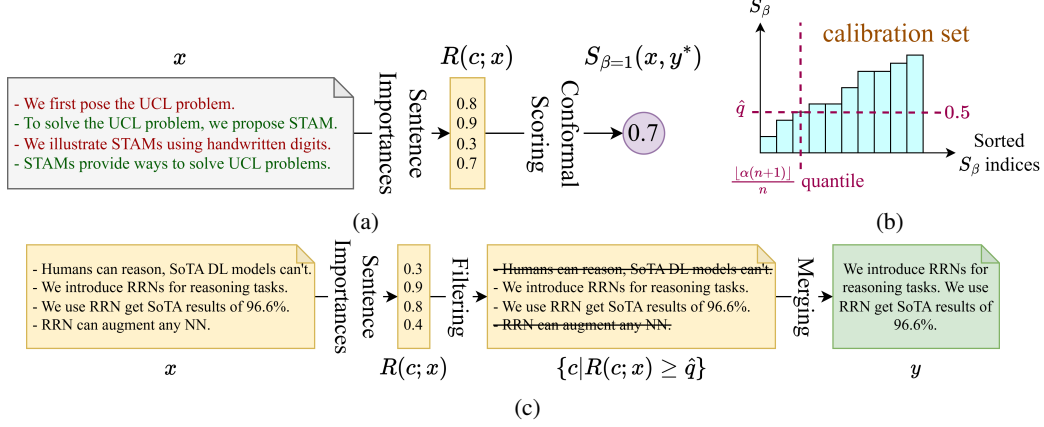 (a)
x
- We first pose the UCL problem.
- To solve the UCL problem, we propose STAM.
- We illustrate STAMs using handwritten digits.
- STAMs provide ways to solve UCL problems.
Sentence
Importances
R(c; x)
0.8
0.9
0.3
0.7
Conformal
Scoring
S_{β=1}(x, y*)
0.7
(a)
S_β
calibration set
q̂
0.5
⌊α(n+1)⌋
n
quantile
Sorted
S_β indices
(b)
- Humans can reason, SoTA DL models can't.
- We introduce RRNs for reasoning tasks.
- We use RRN get SoTA results of 96.6%.
- RRN can augment any NN.
x
Sentence
Importances
0.3
0.9
0.8
0.4
R(c; x)
Filtering
- Humans can reason, SoTA DL models can't.
- We introduce RRNs for reasoning tasks.
- We use RRN get SoTA results of 96.6%.
- RRN can augment any NN.
{c|R(c; x) ≥ q̂}
Merging
We introduce RRNs for
reasoning tasks. We use
RRN get SoTA results of
96.6%.
y
(c)